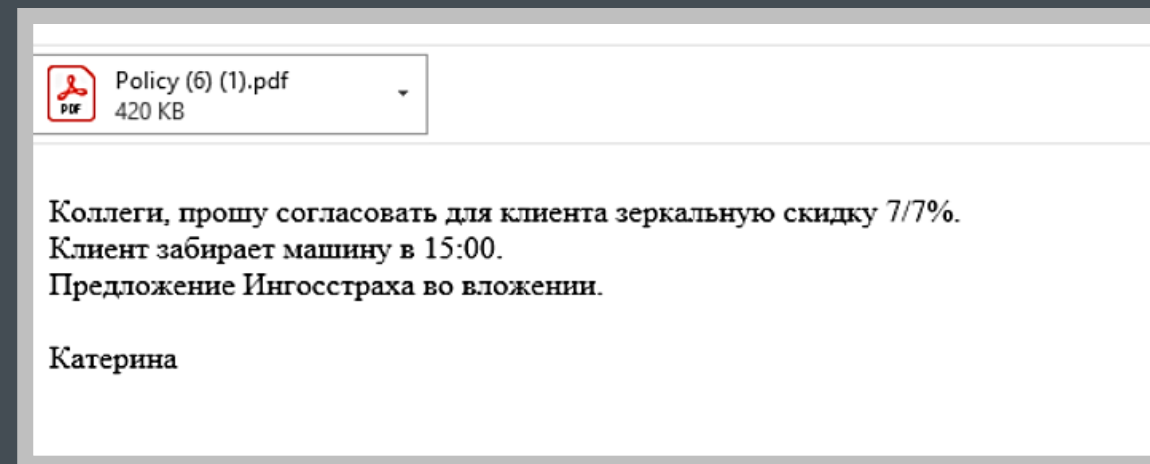 Policy (6) (1).pdf
PDF
420 KB
Коллеги, прошу согласовать для клиента зеркальную скидку 7/7%.
Клиент забирает машину в 15:00.
Предложение Ингосстраха во вложении.
Катерина